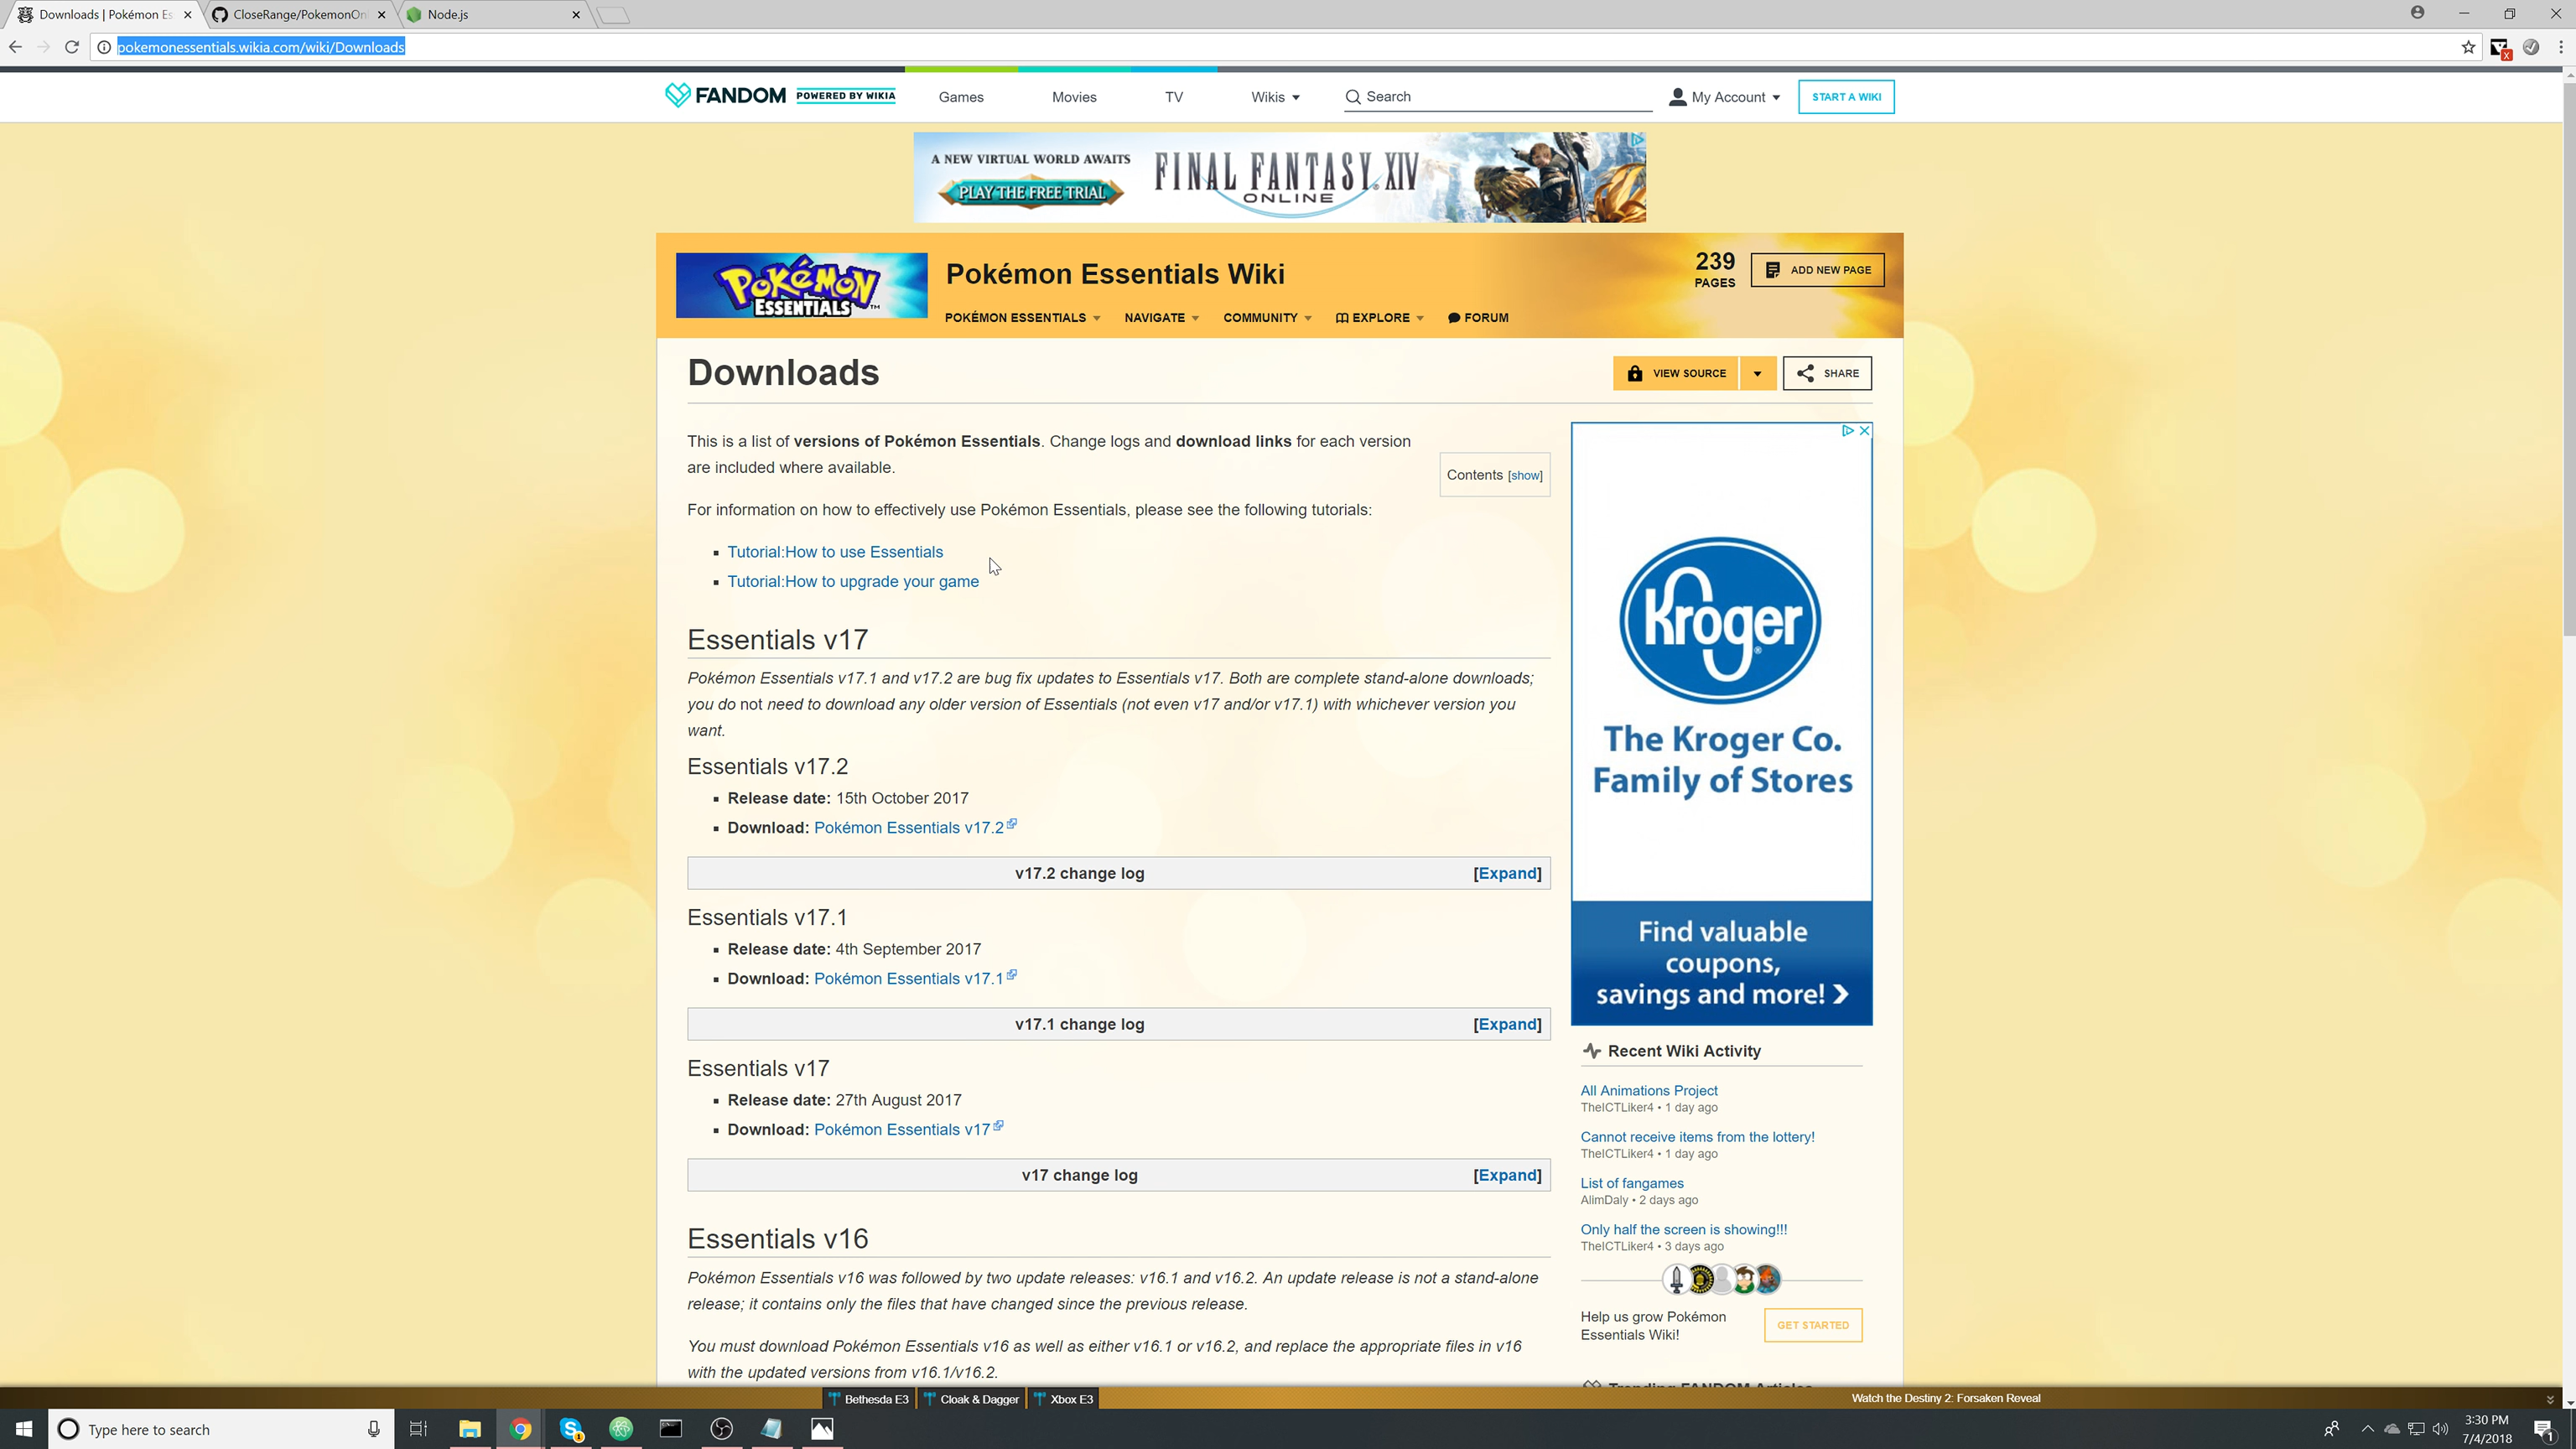 Downloads | Pokémon Es
CloseRange/PokemonOnl
Node.js
pokemonessentials.wikia.com/wiki/Downloads
FANDOM POWERED BY WIKIA
Games
Movies
TV
Wikis
Search
My Account
START A WIKI
A NEW VIRTUAL WORLD AWAITS
PLAY THE FREE TRIAL
FINAL FANTASY XIV
ONLINE
POKéMON
ESSENTIALS™
Pokémon Essentials Wiki
239
PAGES
ADD NEW PAGE
POKÉMON ESSENTIALS
NAVIGATE
COMMUNITY
EXPLORE
FORUM
Downloads
VIEW SOURCE
SHARE
This is a list of versions of Pokémon Essentials. Change logs and download links for each version
are included where available.
Contents [show]
For information on how to effectively use Pokémon Essentials, please see the following tutorials:
Tutorial:How to use Essentials
Tutorial:How to upgrade your game
Essentials v17
Pokémon Essentials v17.1 and v17.2 are bug fix updates to Essentials v17. Both are complete stand-alone downloads;
you do not need to download any older version of Essentials (not even v17 and/or v17.1) with whichever version you
want.
Essentials v17.2
Release date: 15th October 2017
Download: Pokémon Essentials v17.2
v17.2 change log
[Expand]
Essentials v17.1
Release date: 4th September 2017
Download: Pokémon Essentials v17.1
v17.1 change log
[Expand]
Essentials v17
Release date: 27th August 2017
Download: Pokémon Essentials v17
v17 change log
[Expand]
Essentials v16
Pokémon Essentials v16 was followed by two update releases: v16.1 and v16.2. An update release is not a stand-alone
release; it contains only the files that have changed since the previous release.
You must download Pokémon Essentials v16 as well as either v16.1 or v16.2, and replace the appropriate files in v16
with the updated versions from v16.1/v16.2.
Kroger
The Kroger Co.
Family of Stores
Find valuable
coupons,
savings and more!
Recent Wiki Activity
All Animations Project
TheICTLiker4 • 1 day ago
Cannot receive items from the lottery!
TheICTLiker4 • 1 day ago
List of fangames
AlimDaly • 2 days ago
Only half the screen is showing!!!
TheICTLiker4 • 3 days ago
Help us grow Pokémon
Essentials Wiki!
GET STARTED
Trending FANDOM Articles
Bethesda E3
Cloak & Dagger
Xbox E3
Watch the Destiny 2: Forsaken Reveal
Type here to search
3:30 PM
7/4/2018